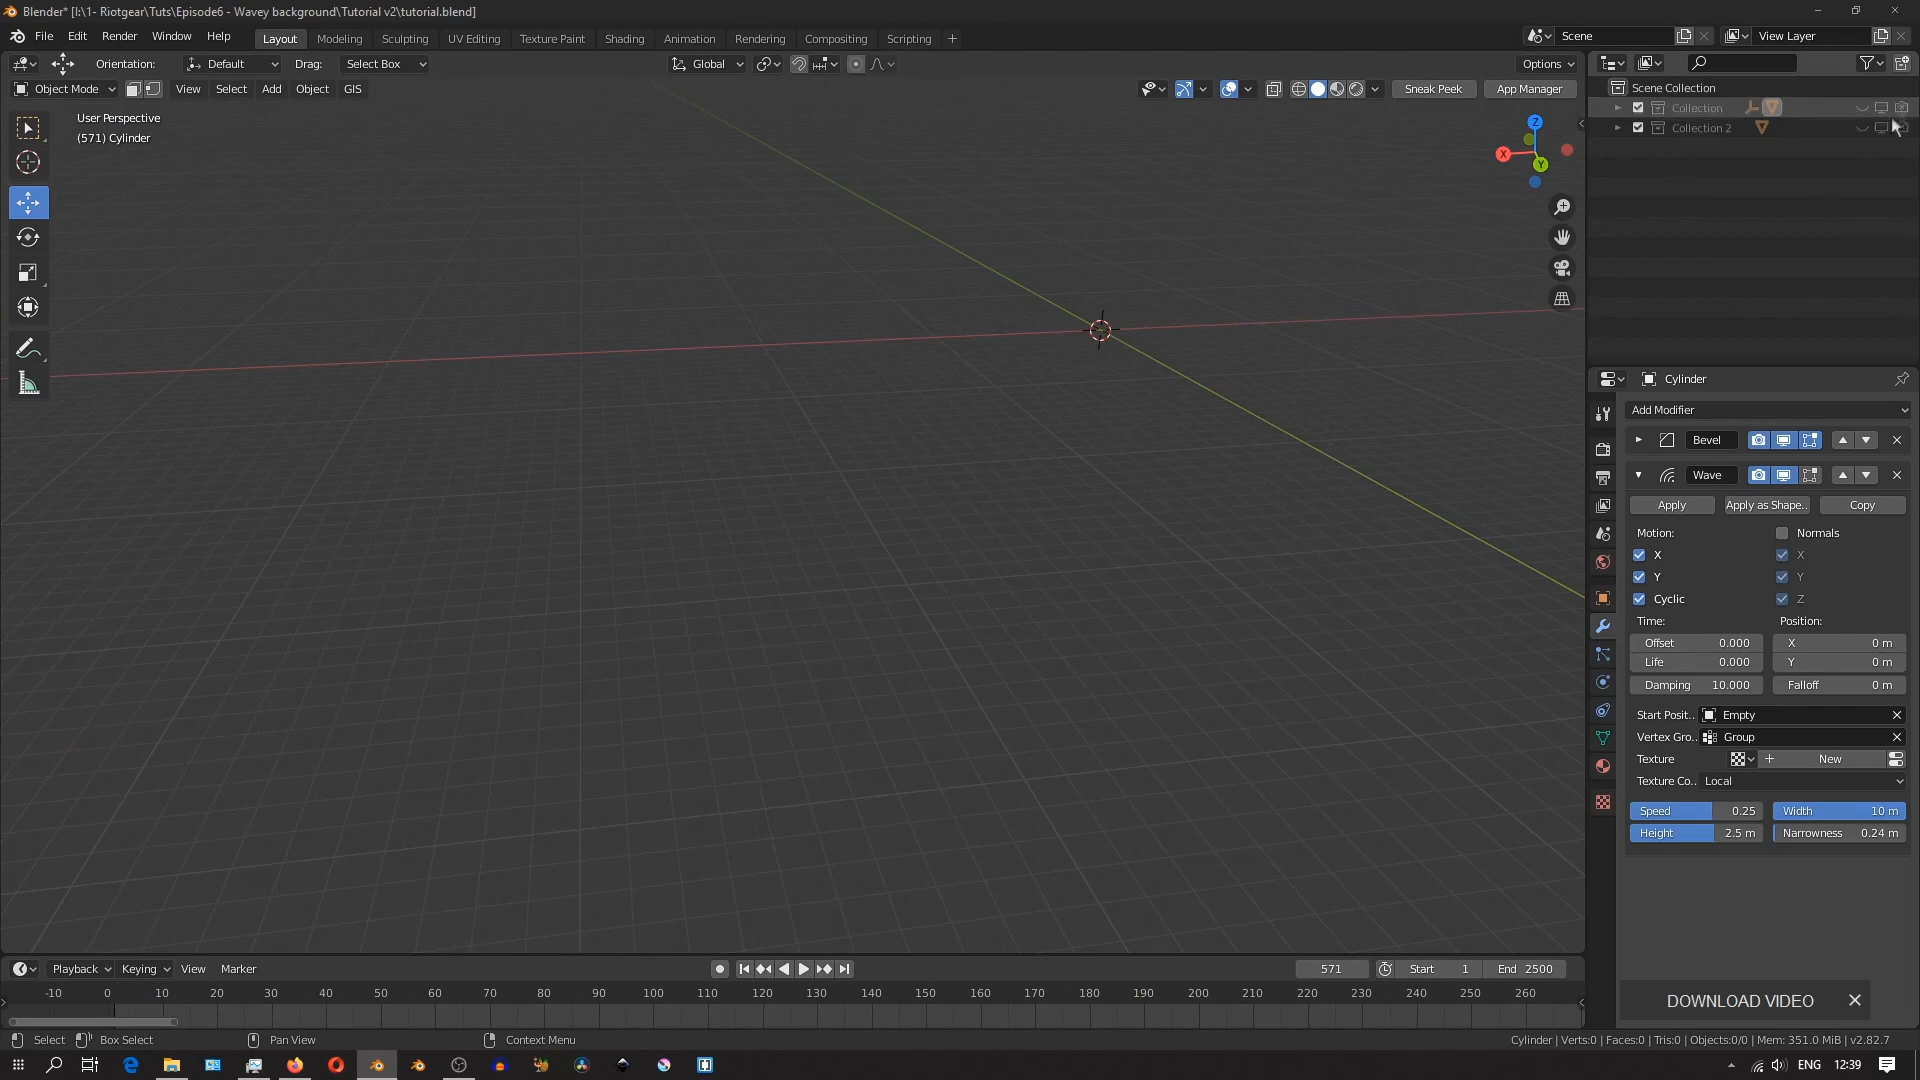 Blender* [I:\1- Riotgear\Tuts\Episode6 - Wavey background\Tutorial v2\tutorial.blend]
File Edit Render Window Help Layout Modeling Sculpting UV Editing Texture Paint Shading Animation Rendering Compositing Scripting + Scene View Layer
Orientation: Default Drag: Select Box Global Options
Object Mode View Select Add Object GIS Sneak Peek App Manager
User Perspective
(571) Cylinder
Z
X
Y
Scene Collection
Collection
Collection 2
Cylinder
Add Modifier
Bevel
Wave
Apply Apply as Shape.. Copy
Motion: Normals
X X
Y Y
Cyclic Z
Time: Position:
Offset 0.000 X 0 m
Life 0.000 Y 0 m
Damping 10.000 Falloff 0 m
Start Posit.. Empty
Vertex Gro.. Group
Texture + New
Texture Co.. Local
Speed 0.25 Width 10 m
Height 2.5 m Narrowness 0.24 m
Playback Keying View Marker 571 Start 1 End 2500
-10 0 10 20 30 40 50 60 70 80 90 100 110 120 130 140 150 160 170 180 190 200 210 220 230 240 250 260
DOWNLOAD VIDEO
Select Box Select Pan View Context Menu Cylinder | Verts:0 | Faces:0 | Tris:0 | Objects:0/0 | Mem: 351.0 MiB | v2.82.7
ENG 12:39